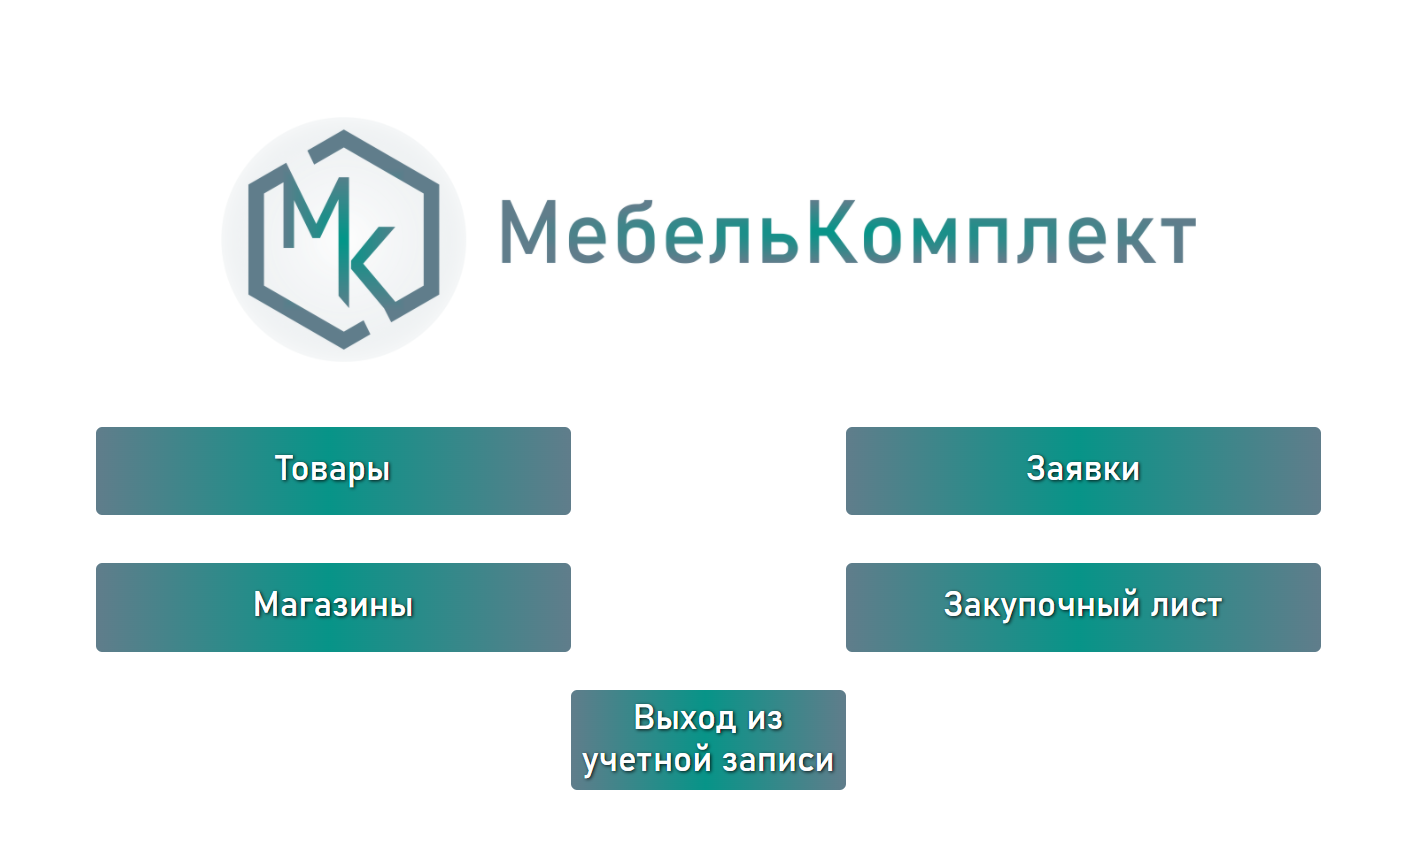 МК
МебельКомплект
Товары
Заявки
Магазины
Закупочный лист
Выход из
учетной записи